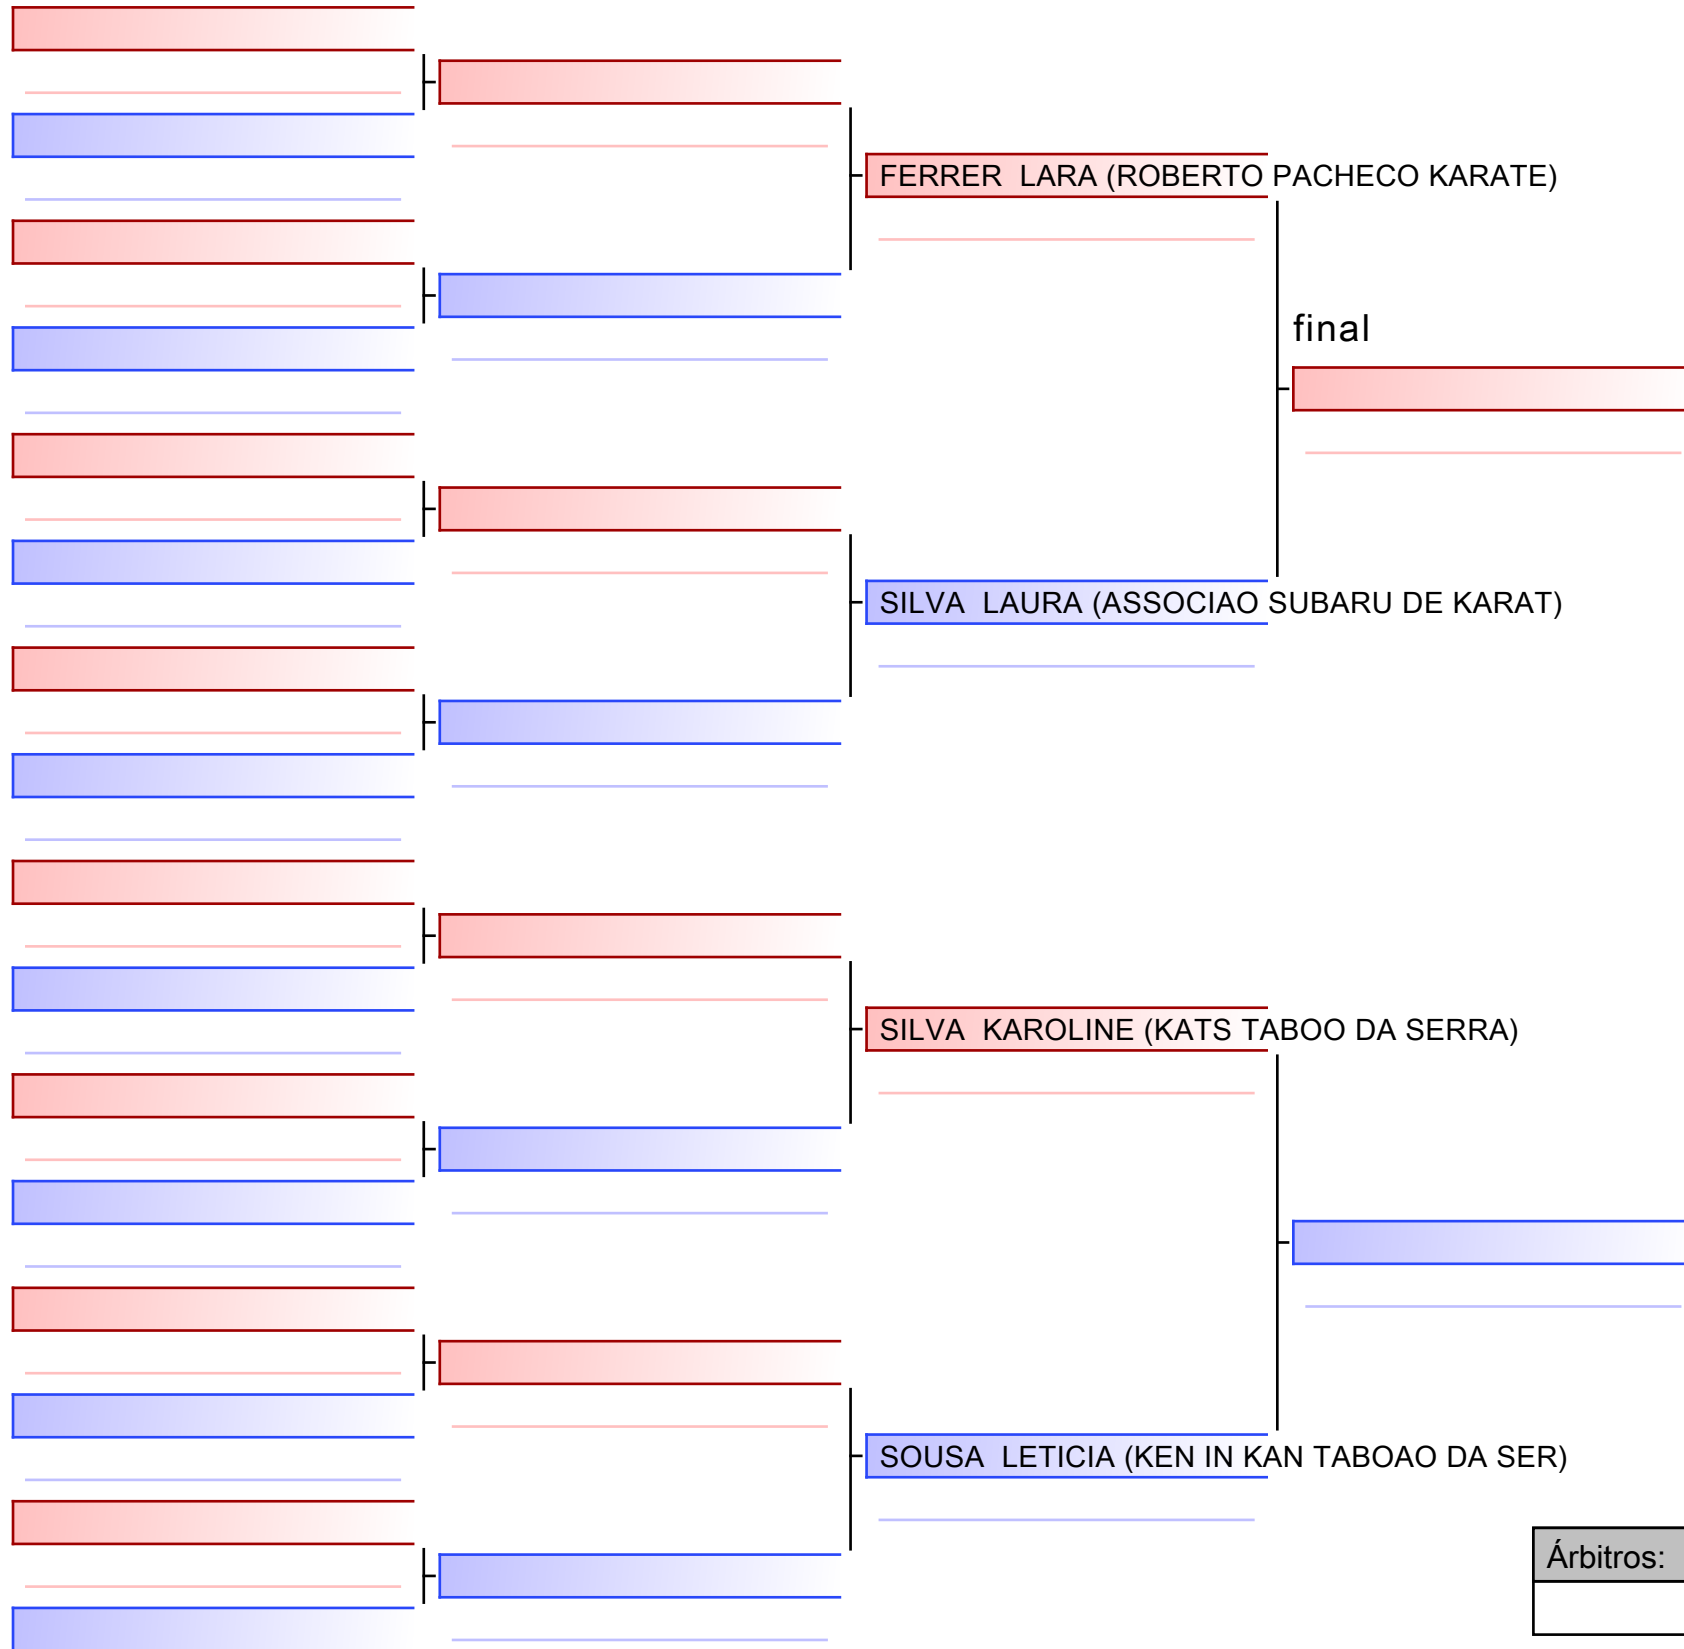 FERRER  LARA (ROBERTO PACHECO KARATE)
final
SILVA  LAURA (ASSOCIAO SUBARU DE KARAT)
SILVA  KAROLINE (KATS TABOO DA SERRA)
SOUSA  LETICIA (KEN IN KAN TABOAO DA SER)
Árbitros: